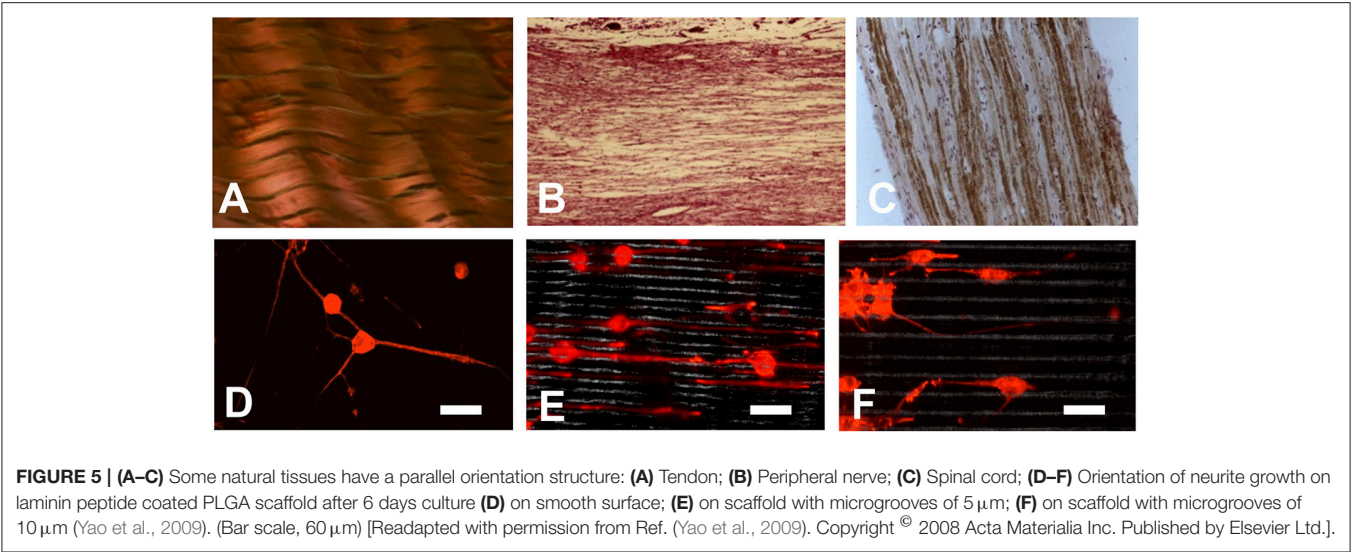 A
B
C
D
E
F
FIGURE 5 | (A–C) Some natural tissues have a parallel orientation structure: (A) Tendon; (B) Peripheral nerve; (C) Spinal cord; (D–F) Orientation of neurite growth on
laminin peptide coated PLGA scaffold after 6 days culture (D) on smooth surface; (E) on scaffold with microgrooves of 5 μm; (F) on scaffold with microgrooves of
10 μm (Yao et al., 2009). (Bar scale, 60 μm) [Readapted with permission from Ref. (Yao et al., 2009). Copyright © 2008 Acta Materialia Inc. Published by Elsevier Ltd.].